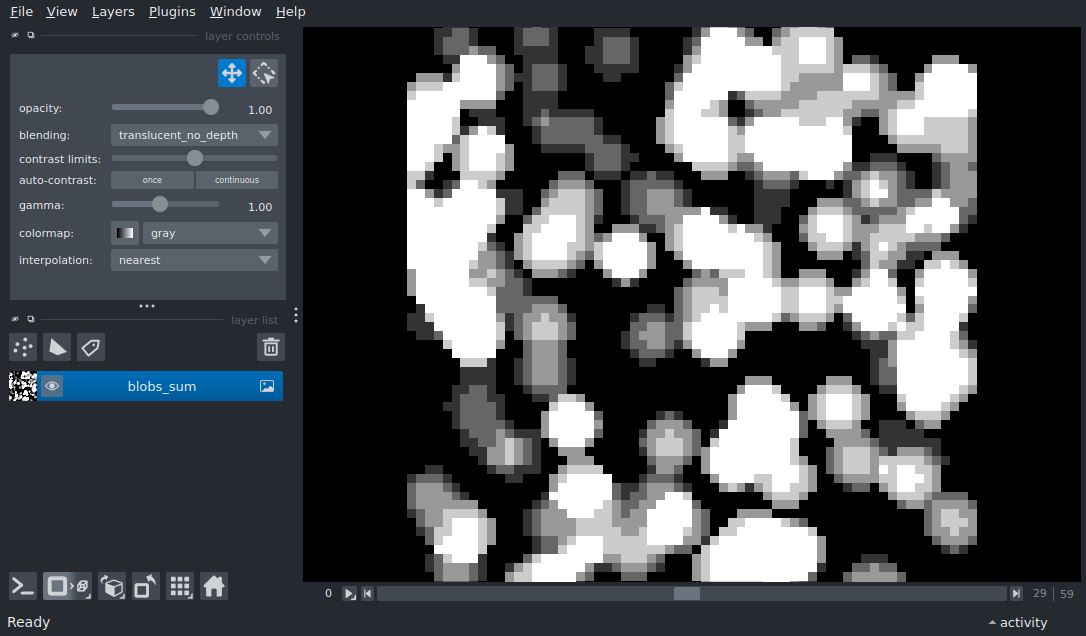 File View Layers Plugins Window Help
layer controls
opacity: 1.00
blending: translucent_no_depth
contrast limits:
auto-contrast: once continuous
gamma: 1.00
colormap: gray
interpolation: nearest
layer list
blobs_sum
0 29 59
Ready activity